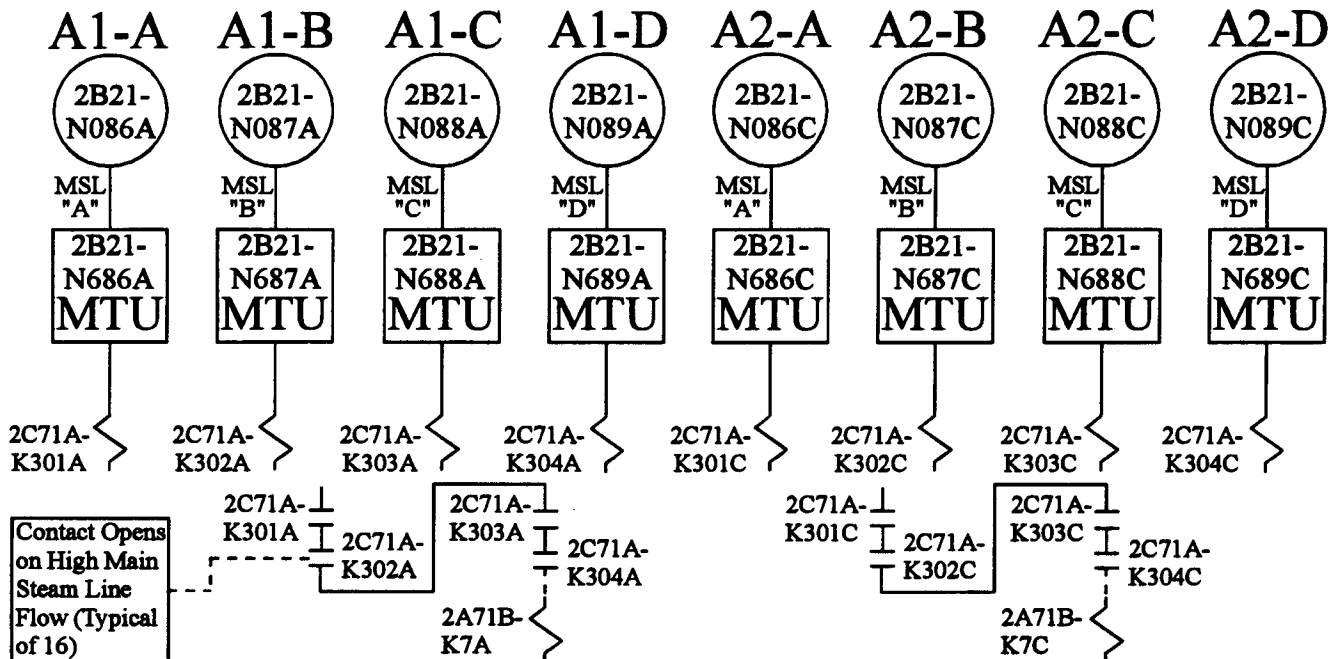 A1-A A1-B A1-C A1-D A2-A A2-B A2-C A2-D
2B21- 2B21- 2B21- 2B21- 2B21- 2B21- 2B21- 2B21-
N086A N087A N088A N089A N086C N087C N088C N089C
MSL MSL MSL MSL MSL MSL MSL MSL
"A" "B" "C" "D" "A" "B" "C" "D"
2B21- 2B21- 2B21- 2B21- 2B21- 2B21- 2B21- 2B21-
N686A N687A N688A N689A N686C N687C N688C N689C
MTU MTU MTU MTU MTU MTU MTU MTU
2C71A- 2C71A- 2C71A- 2C71A- 2C71A- 2C71A- 2C71A- 2C71A-
K301A K302A K303A K304A K301C K302C K303C K304C
2C71A- 2C71A- 2C71A- 2C71A-
K301A K303A K301C K303C
2C71A- 2C71A- 2C71A- 2C71A-
K302A K304A K302C K304C
2A71B- 2A71B-
K7A K7C
Contact Opens
on High Main
Steam Line
Flow (Typical
of 16)